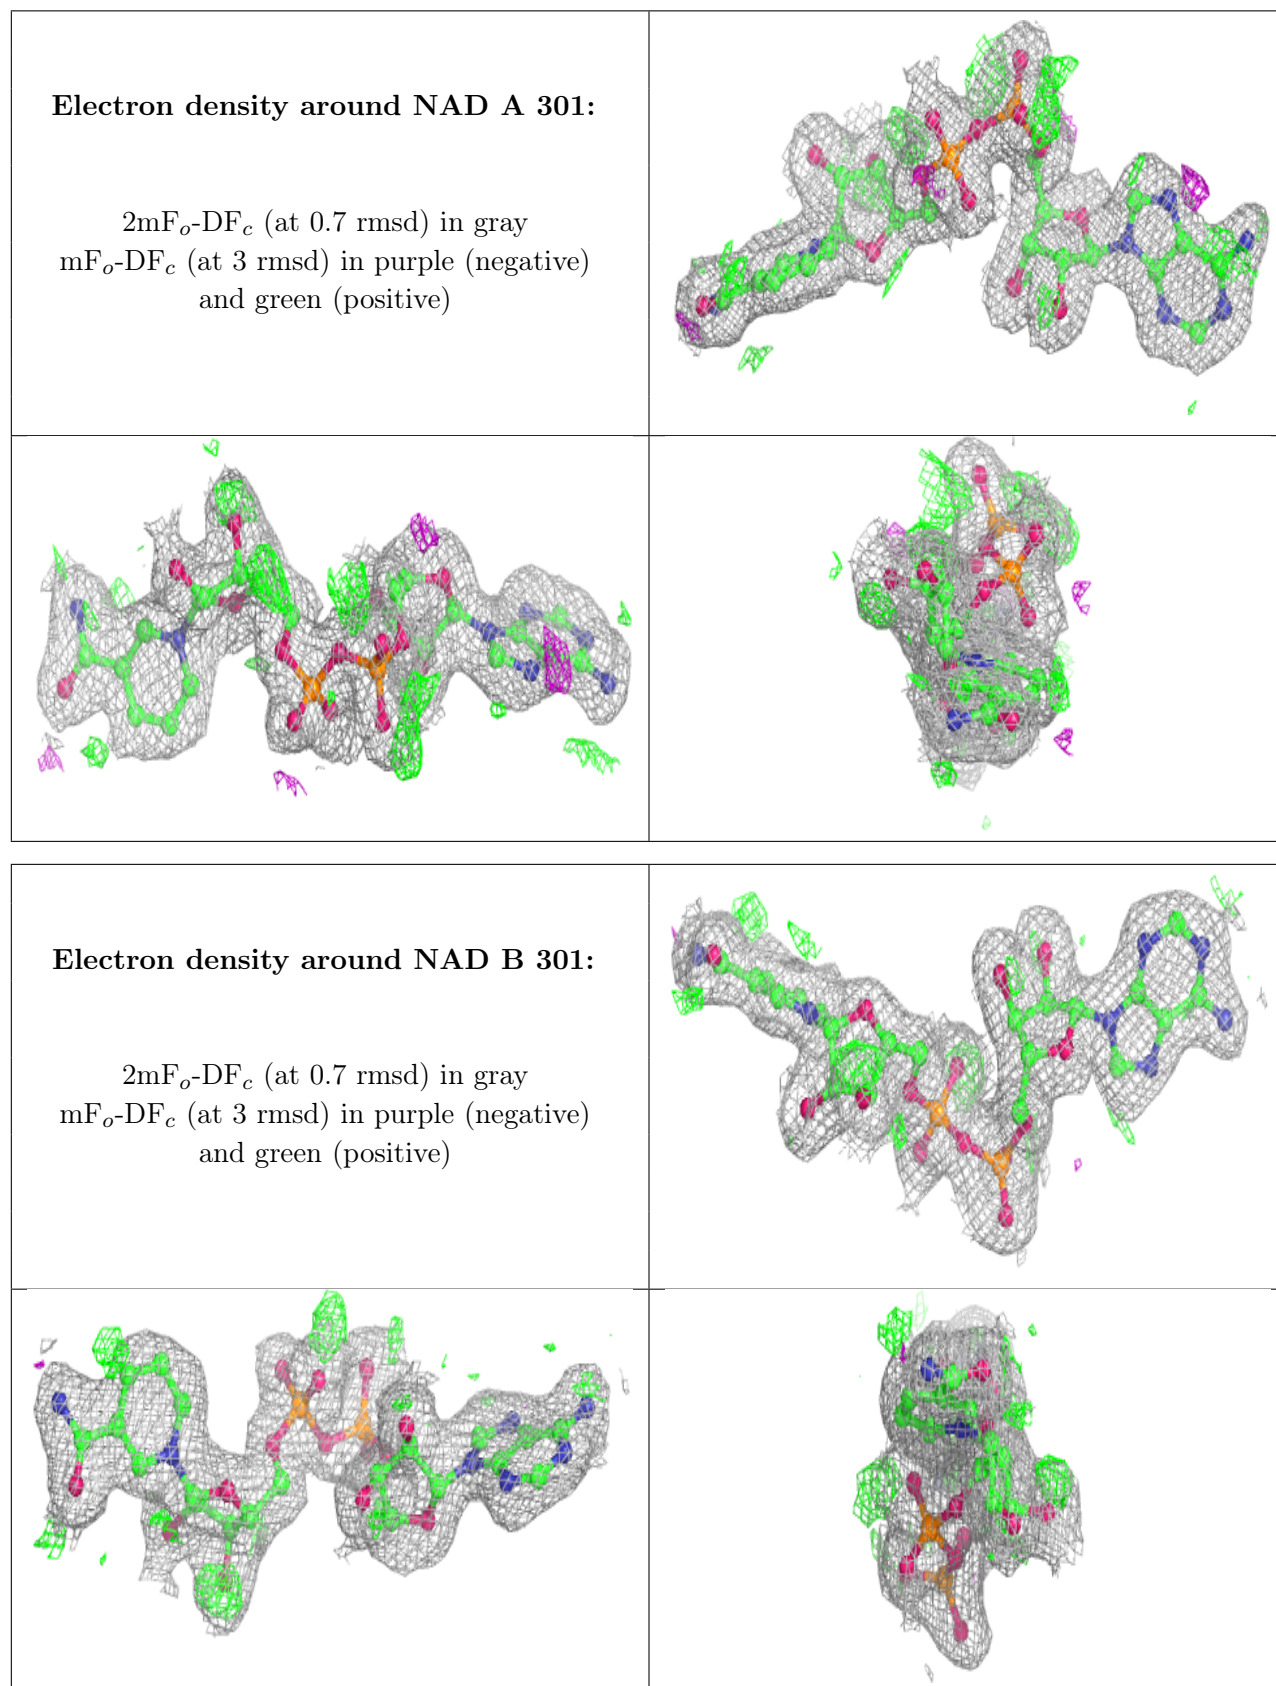 Electron density around NAD A 301:
2mFo-DFc (at 0.7 rmsd) in gray
mFo-DFc (at 3 rmsd) in purple (negative)
and green (positive)
Electron density around NAD B 301:
2mFo-DFc (at 0.7 rmsd) in gray
mFo-DFc (at 3 rmsd) in purple (negative)
and green (positive)